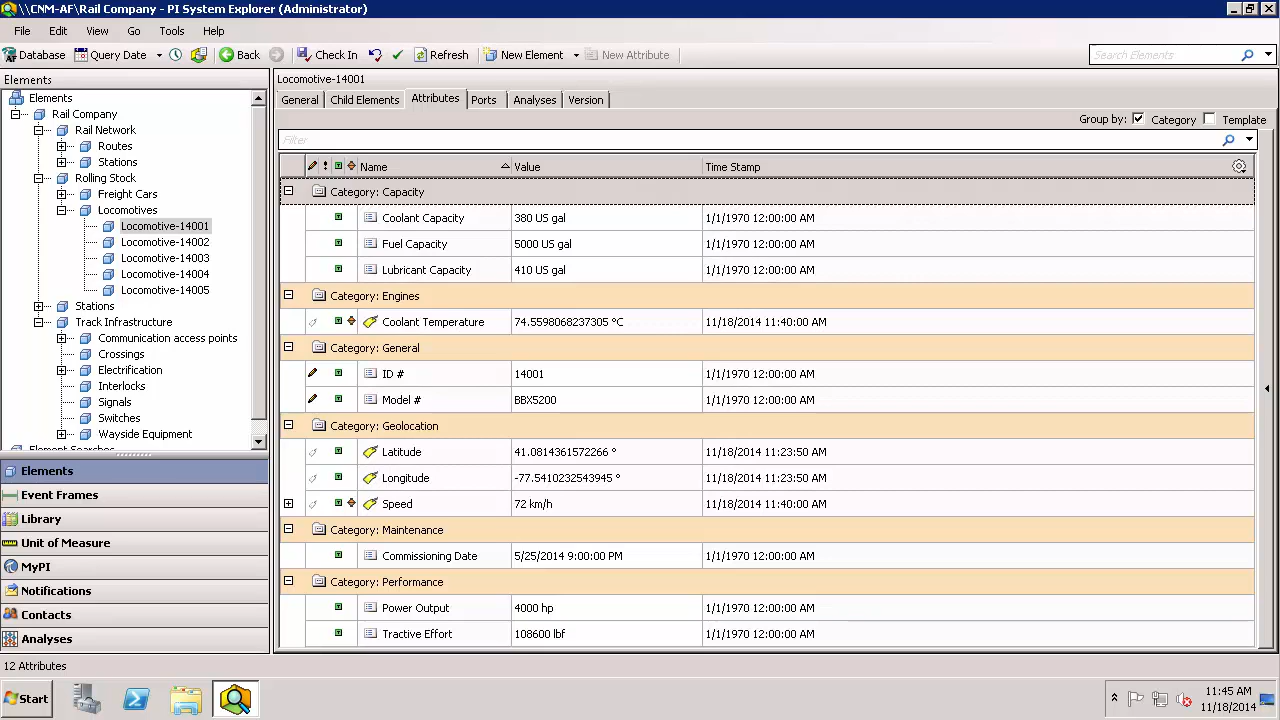 \\CNM-AF\Rail Company - PI System Explorer (Administrator)
File Edit View Go Tools Help
Database Query Date Back Check In Refresh New Element New Attribute Search Elements
Elements
Elements
Rail Company
Rail Network
Routes
Stations
Rolling Stock
Freight Cars
Locomotives
Locomotive-14001
Locomotive-14002
Locomotive-14003
Locomotive-14004
Locomotive-14005
Stations
Track Infrastructure
Communication access points
Crossings
Electrification
Interlocks
Signals
Switches
Wayside Equipment
Element Searches
Elements
Event Frames
Library
Unit of Measure
MyPI
Notifications
Contacts
Analyses
Locomotive-14001
General Child Elements Attributes Ports Analyses Version
Group by: Category Template
Filter
Name Value Time Stamp
Category: Capacity
Coolant Capacity 380 US gal 1/1/1970 12:00:00 AM
Fuel Capacity 5000 US gal 1/1/1970 12:00:00 AM
Lubricant Capacity 410 US gal 1/1/1970 12:00:00 AM
Category: Engines
Coolant Temperature 74.5598068237305 °C 11/18/2014 11:40:00 AM
Category: General
ID # 14001 1/1/1970 12:00:00 AM
Model # BBX5200 1/1/1970 12:00:00 AM
Category: Geolocation
Latitude 41.0814361572266 ° 11/18/2014 11:23:50 AM
Longitude -77.5410232543945 ° 11/18/2014 11:23:50 AM
Speed 72 km/h 11/18/2014 11:40:00 AM
Category: Maintenance
Commissioning Date 5/25/2014 9:00:00 PM 1/1/1970 12:00:00 AM
Category: Performance
Power Output 4000 hp 1/1/1970 12:00:00 AM
Tractive Effort 108600 lbf 1/1/1970 12:00:00 AM
12 Attributes
Start
11:45 AM
11/18/2014